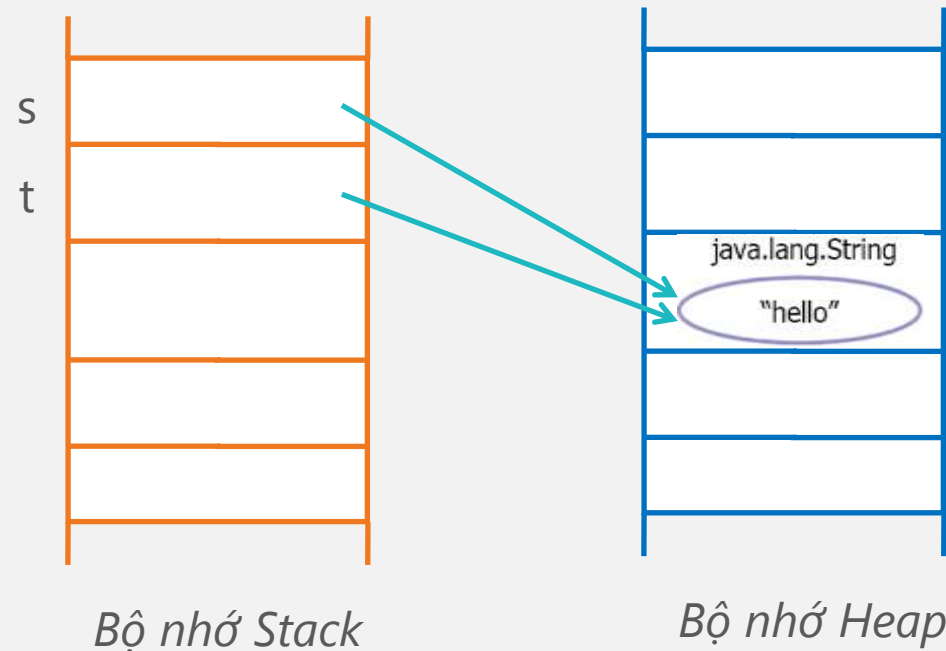 s
t
java.lang.String
“hello”
Bộ nhớ Stack
Bộ nhớ Heap